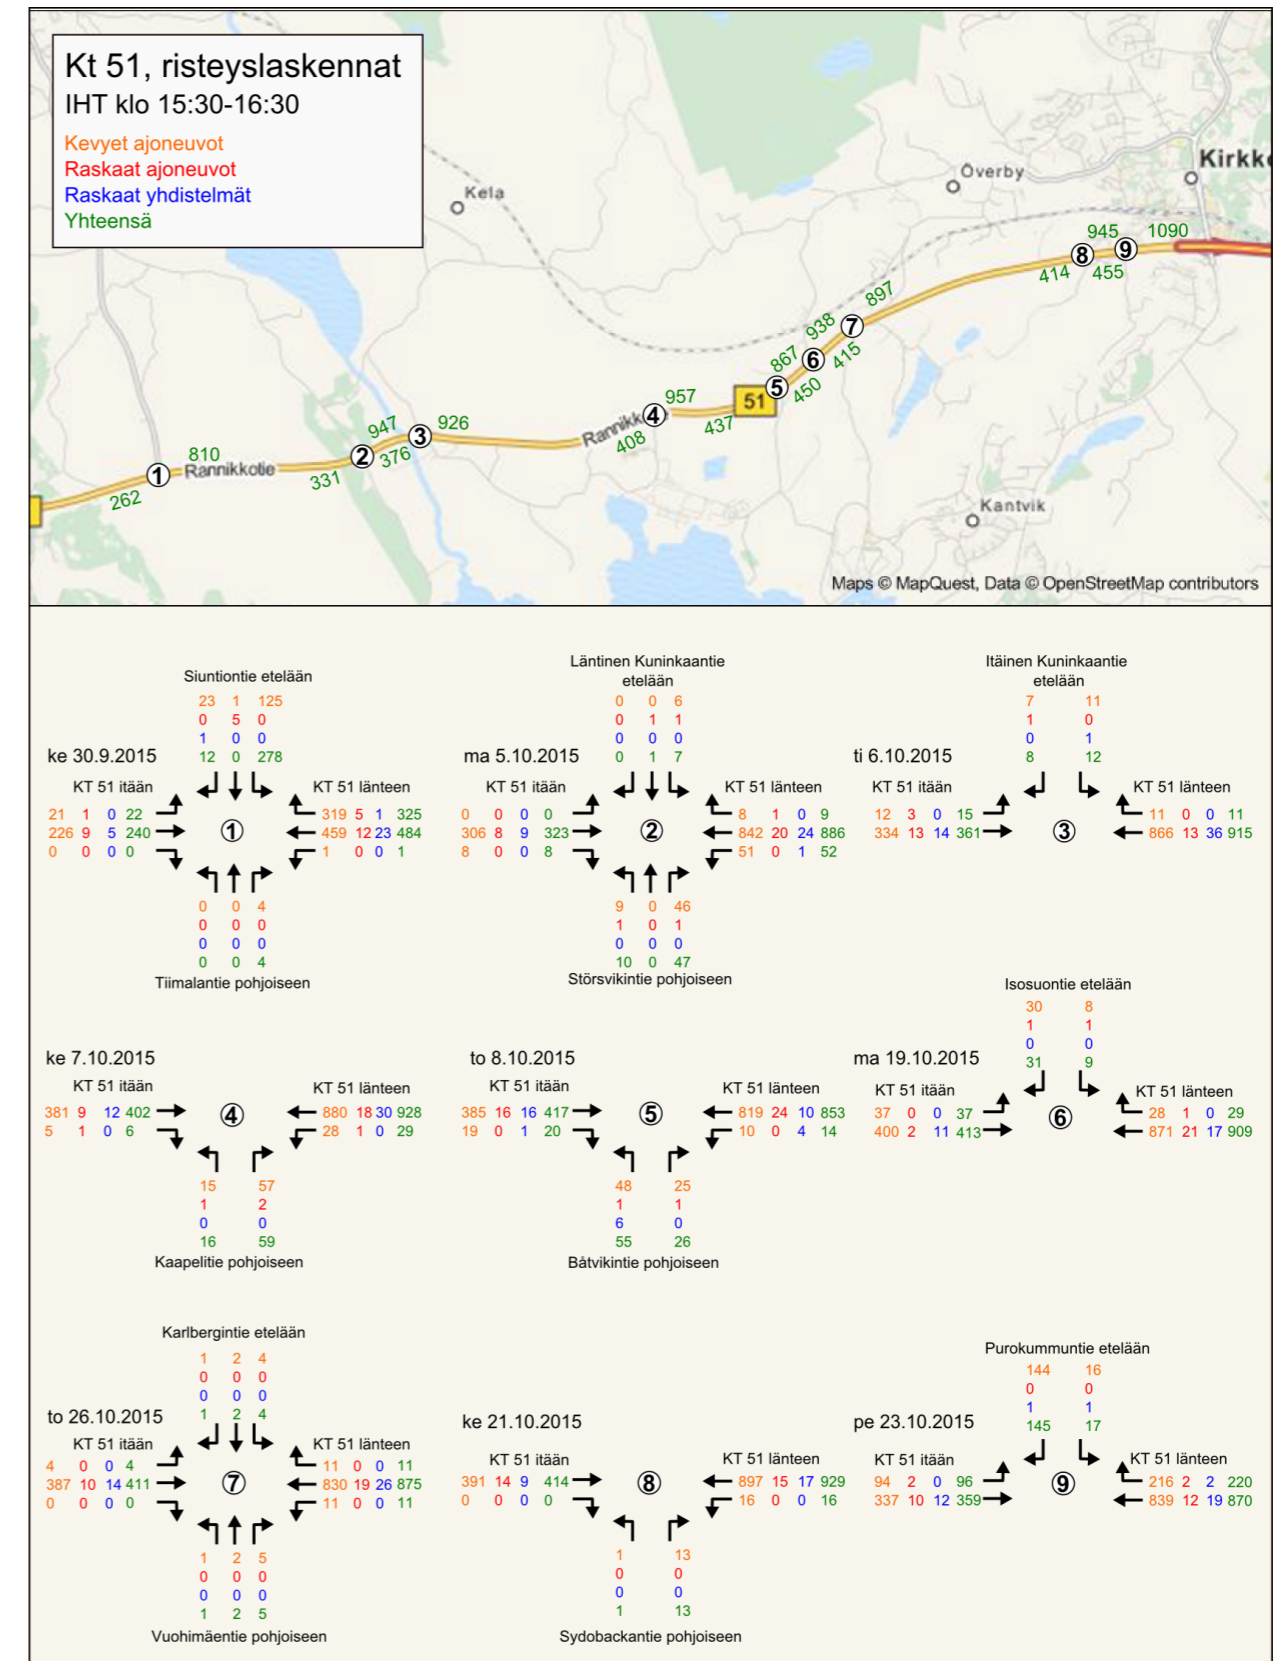 Kt 51, risteyslaskennat
IHT klo 15:30-16:30
Kevyet ajoneuvot
Raskaat ajoneuvot
Raskaat yhdistelmät
Yhteensä
Kela
Överby
Kirkk
945 1090
8 9
414 455
897
938
7
867
6 415
5 450
957
51
4
Rannikk
408
437
947
3 926
2
376
810
1 Rannikkotie
331
262
Kantvik
Maps © MapQuest, Data © OpenStreetMap contributors
Siuntiontie etelään
23 1 125
0 5 0
1 0 0
12 0 278
ke 30.9.2015
KT 51 itään KT 51 länteen
21 1 0 22 319 5 1 325
226 9 5 240 1 459 12 23 484
0 0 0 0 1 0 0 1
0 0 4
0 0 0
0 0 0
0 0 4
Tiimalantie pohjoiseen
Läntinen Kuninkaantie
etelään
0 0 6
0 1 1
0 0 0
0 1 7
ma 5.10.2015
KT 51 itään KT 51 länteen
0 0 0 0 8 1 0 9
306 8 9 323 2 842 20 24 886
8 0 0 8 51 0 1 52
9 0 46
1 0 1
0 0 0
10 0 47
Störsvikintie pohjoiseen
Itäinen Kuninkaantie
etelään
7 11
1 0
0 1
8 12
ti 6.10.2015
KT 51 itään KT 51 länteen
12 3 0 15 11 0 0 11
334 13 14 361 3 866 13 36 915
ke 7.10.2015
KT 51 itään KT 51 länteen
381 9 12 402 4 880 18 30 928
5 1 0 6 28 1 0 29
15 57
1 2
0 0
16 59
Kaapelitie pohjoiseen
to 8.10.2015
KT 51 itään KT 51 länteen
385 16 16 417 5 819 24 10 853
19 0 1 20 10 0 4 14
48 25
1 1
6 0
55 26
Båtvikintie pohjoiseen
Isosuontie etelään
30 8
1 1
0 0
31 9
ma 19.10.2015
KT 51 itään KT 51 länteen
37 0 0 37 28 1 0 29
400 2 11 413 6 871 21 17 909
Karlbergintie etelään
1 2 4
0 0 0
0 0 0
1 2 4
to 26.10.2015
KT 51 itään KT 51 länteen
4 0 0 4 11 0 0 11
387 10 14 411 7 830 19 26 875
0 0 0 0 11 0 0 11
1 2 5
0 0 0
0 0 0
1 2 5
Vuohimäentie pohjoiseen
ke 21.10.2015
KT 51 itään KT 51 länteen
391 14 9 414 8 897 15 17 929
0 0 0 0 16 0 0 16
1 13
0 0
0 0
1 13
Sydobackantie pohjoiseen
Purokummuntie etelään
144 16
0 0
1 1
145 17
pe 23.10.2015
KT 51 itään KT 51 länteen
94 2 0 96 216 2 2 220
337 10 12 359 9 839 12 19 870